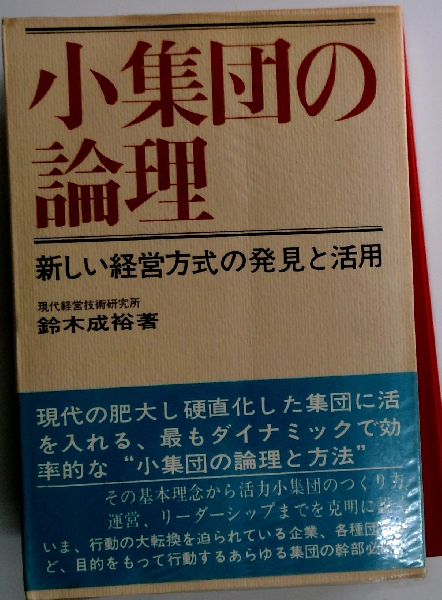 小集団の
論理
新しい経営方式の発見と活用
現代経営技術研究所
鈴木成裕著
現代の肥大し硬直化した集団に活
を入れる、最もダイナミックで効
率的な“小集団の論理と方法”
その基本理念から活力小集団のつくり方
運営、リーダーシップまでを克明に
いま、行動の大転換を迫られている企業、各種団
ど、目的をもって行動するあらゆる集団の幹部必